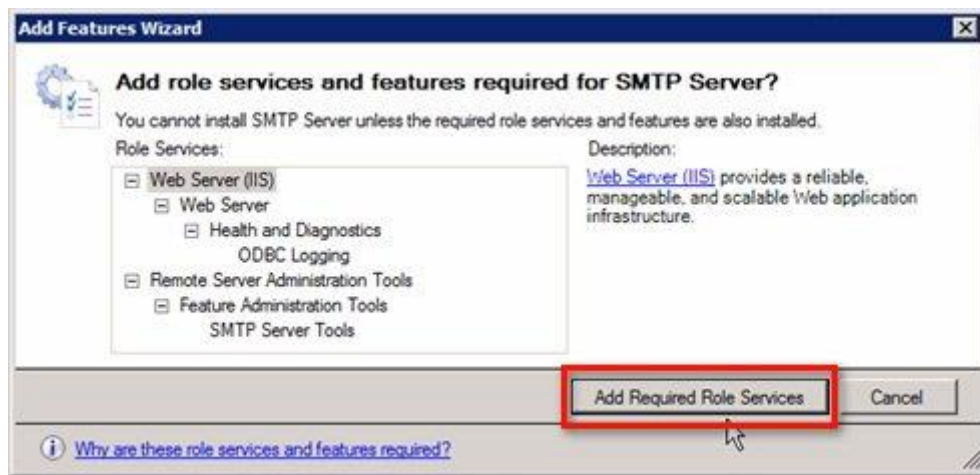 Add Features Wizard
Add role services and features required for SMTP Server?
You cannot install SMTP Server unless the required role services and features are also installed.
Role Services:
Web Server (IIS)
Web Server
Health and Diagnostics
ODBC Logging
Remote Server Administration Tools
Feature Administration Tools
SMTP Server Tools
Description:
Web Server (IIS) provides a reliable,
manageable, and scalable Web application
infrastructure.
Add Required Role Services
Cancel
Why are these role services and features required?